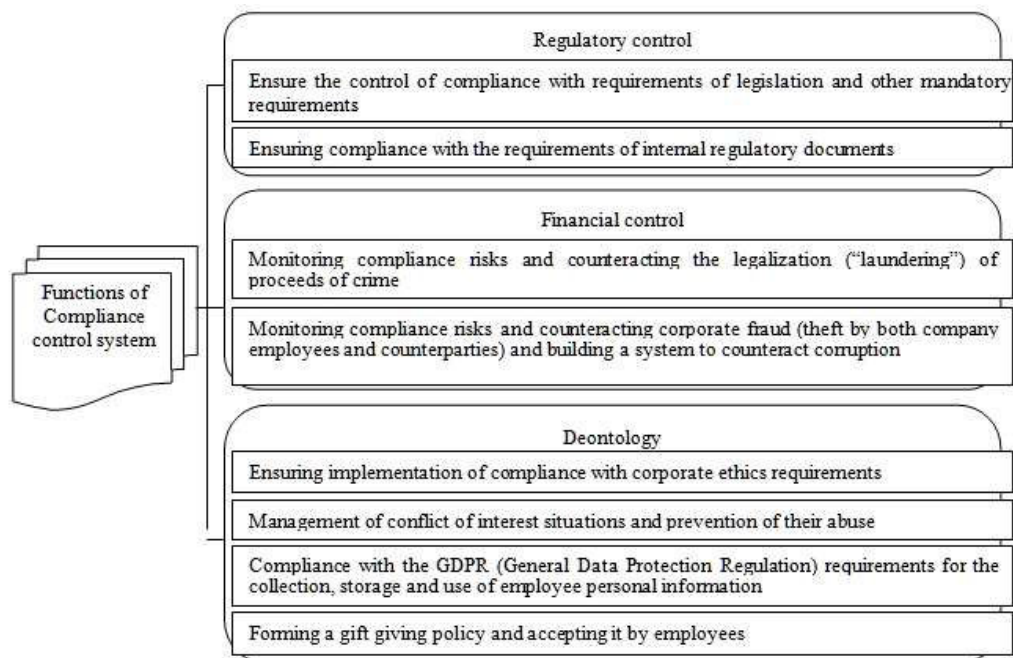 Regulatory control
Ensure the control of compliance with requirements of legislation and other mandatory
requirements
Ensuring compliance with the requirements of internal regulatory documents
Financial control
Monitoring compliance risks and counteracting the legalization (“laundering”) of
proceeds of crime
Monitoring compliance risks and counteracting corporate fraud (theft by both company
employees and counterparties) and building a system to counteract corruption
Functions of
Compliance
control system
Deontology
Ensuring implementation of compliance with corporate ethics requirements
Management of conflict of interest situations and prevention of their abuse
Compliance with the GDPR (General Data Protection Regulation) requirements for the
collection, storage and use of employee personal information
Forming a gift giving policy and accepting it by employees